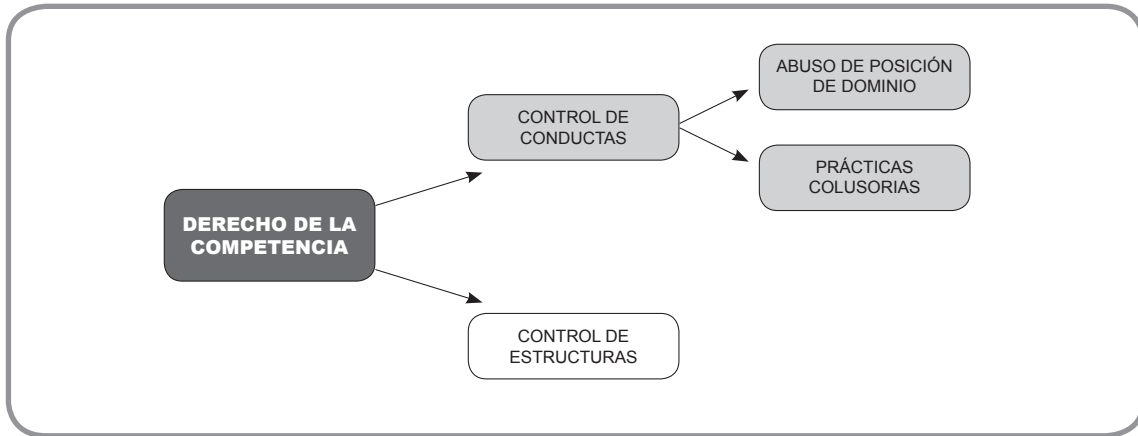 ABUSO DE POSICIÓN
DE DOMINIO
CONTROL DE
CONDUCTAS
PRÁCTICAS
COLUSORIAS
DERECHO DE LA
COMPETENCIA
CONTROL DE
ESTRUCTURAS